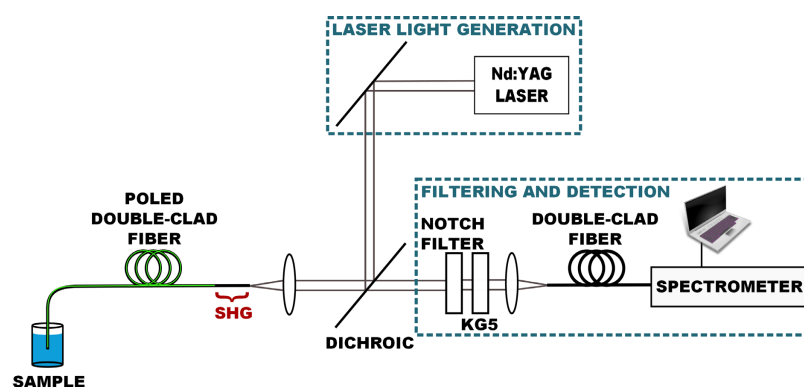 LASER LIGHT GENERATION
Nd:YAG
LASER
FILTERING AND DETECTION
POLED
DOUBLE-CLAD
FIBER
NOTCH
FILTER
DOUBLE-CLAD
FIBER
SPECTROMETER
SHG
KG5
DICHROIC
SAMPLE